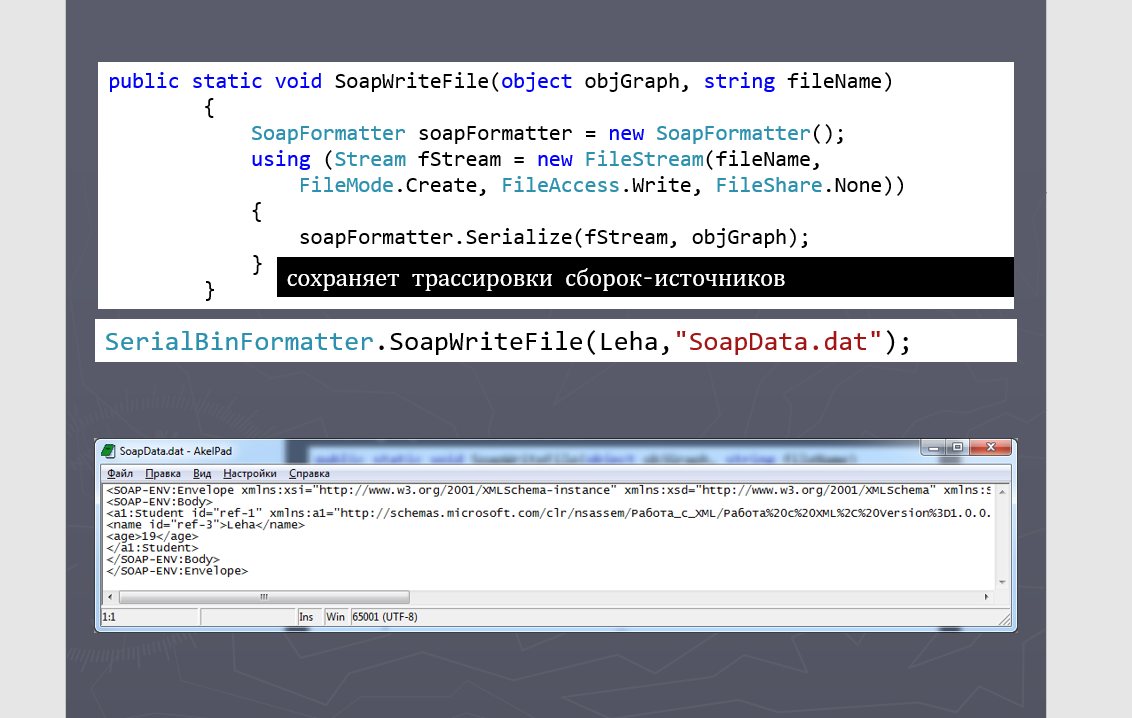 public static void SoapWriteFile(object objGraph, string fileName)
{
SoapFormatter soapFormatter = new SoapFormatter();
using (Stream fStream = new FileStream(fileName,
FileMode.Create, FileAccess.Write, FileShare.None))
{
soapFormatter.Serialize(fStream, objGraph);
}
сохраняет трассировки сборок-источников
}
SerialBinFormatter.SoapWriteFile(Leha,"SoapData.dat");
SoapData.dat - AkelPad
Файл Правка Вид Настройки Справка
<SOAP-ENV:Envelope xmlns:xsi="http://www.w3.org/2001/XMLSchema-instance" xmlns:xsd="http://www.w3.org/2001/XMLSchema" xmlns:S
<SOAP-ENV:Body>
<a1:Student id="ref-1" xmlns:a1="http://schemas.microsoft.com/clr/nsassem/Работа_с_XML/Работа%20с%20XML%2C%20Version%3D1.0.0.
<name id="ref-3">Leha</name>
<age>19</age>
</a1:Student>
</SOAP-ENV:Body>
</SOAP-ENV:Envelope>
1:1 Ins Win 65001 (UTF-8)